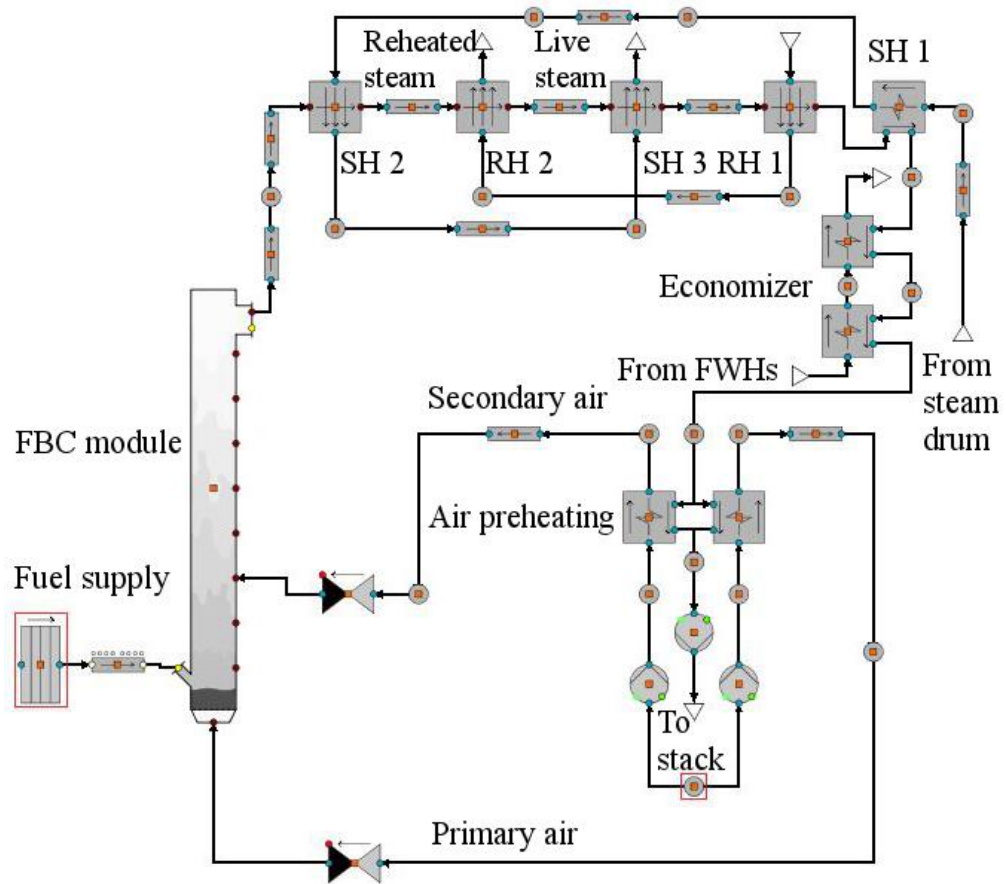 Reheated
steam
Live
steam
SH 1
SH 2
RH 2
SH 3
RH 1
Economizer
From FWHs
From
steam
drum
Secondary air
FBC module
Air preheating
Fuel supply
To
stack
Primary air